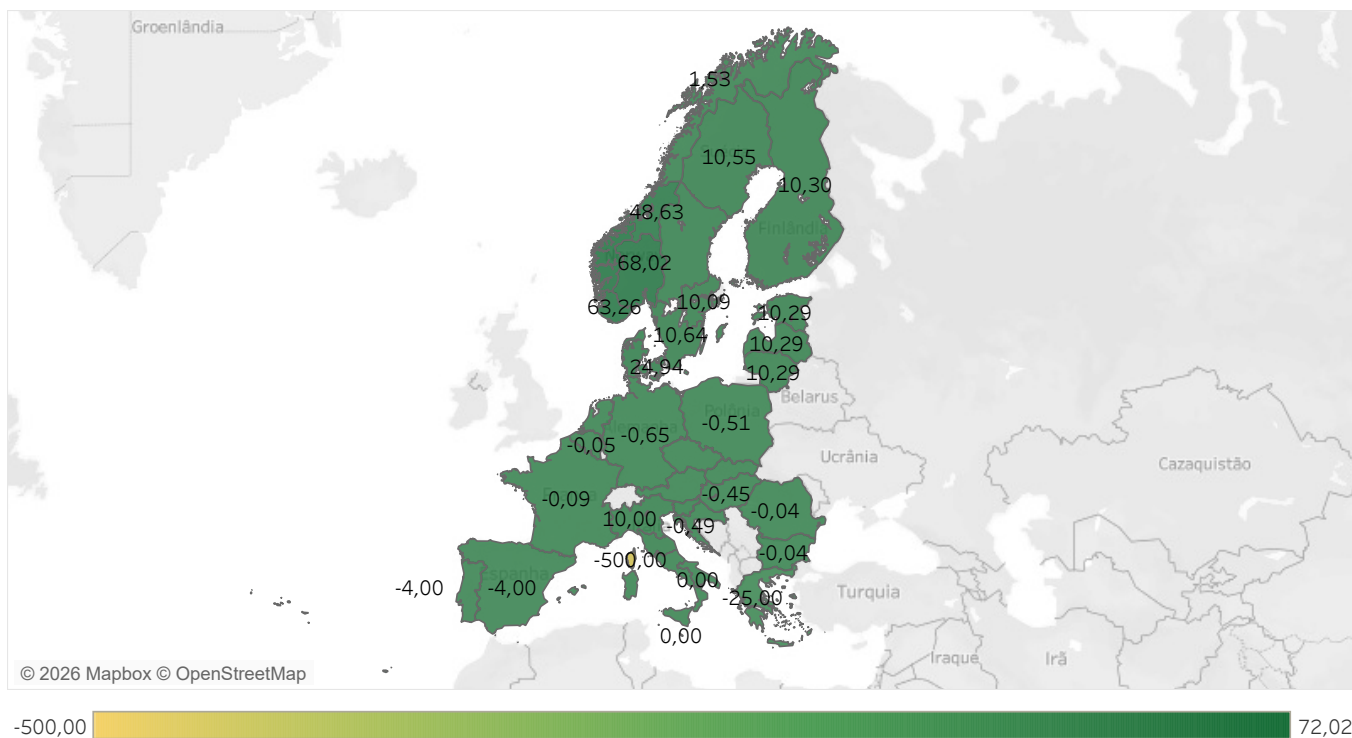 Groenlândia
1,53
10,55
10,30
48,63
Finlândia
68,02
63,26
10,09
10,29
10,64
10,29
24,94
10,29
Belarus
Polônia
-0,51
-0,65
-0,05
Ucrânia
Cazaquistão
-0,09
-0,45
-0,04
10,00
-0,49
-500,00
-0,04
Espanha
-4,00
-4,00
0,00
-25,00
Turquia
0,00
Iraque
Irã
© 2026 Mapbox © OpenStreetMap
-500,00
72,02